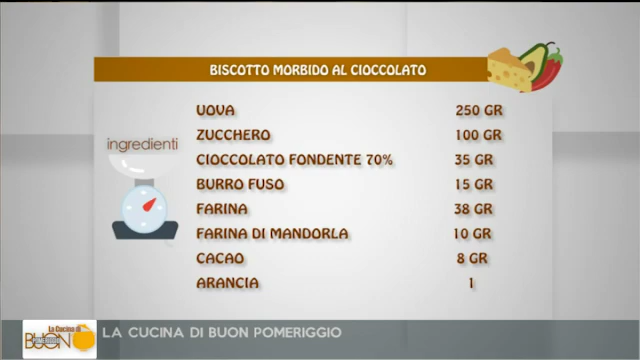 BISCOTTO MORBIDO AL CIOCCOLATO
ingredienti
UOVA 250 GR
ZUCCHERO 100 GR
CIOCCOLATO FONDENTE 70% 35 GR
BURRO FUSO 15 GR
FARINA 38 GR
FARINA DI MANDORLA 10 GR
CACAO 8 GR
ARANCIA 1
La Cucina di
BUON
POMERIGGIO
LA CUCINA DI BUON POMERIGGIO